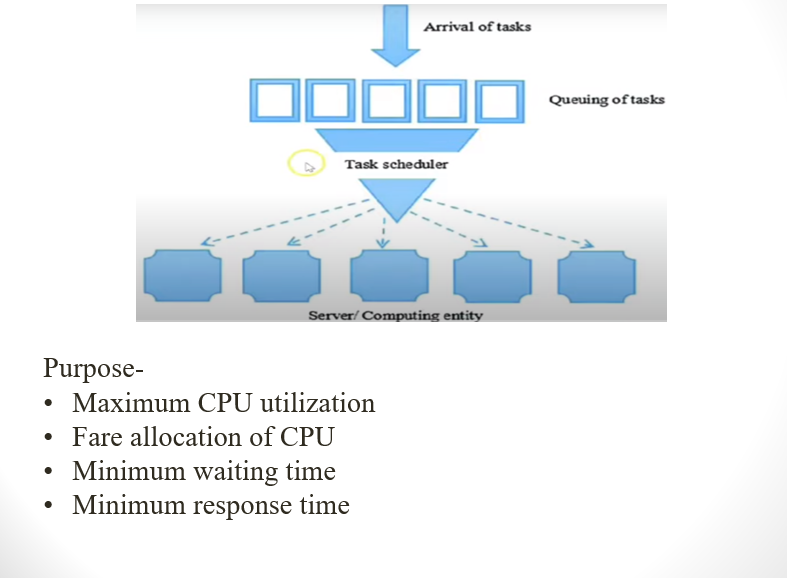 Arrival of tasks
Queuing of tasks
Task scheduler
Server/ Computing entity
Purpose-
• Maximum CPU utilization
• Fare allocation of CPU
• Minimum waiting time
• Minimum response time